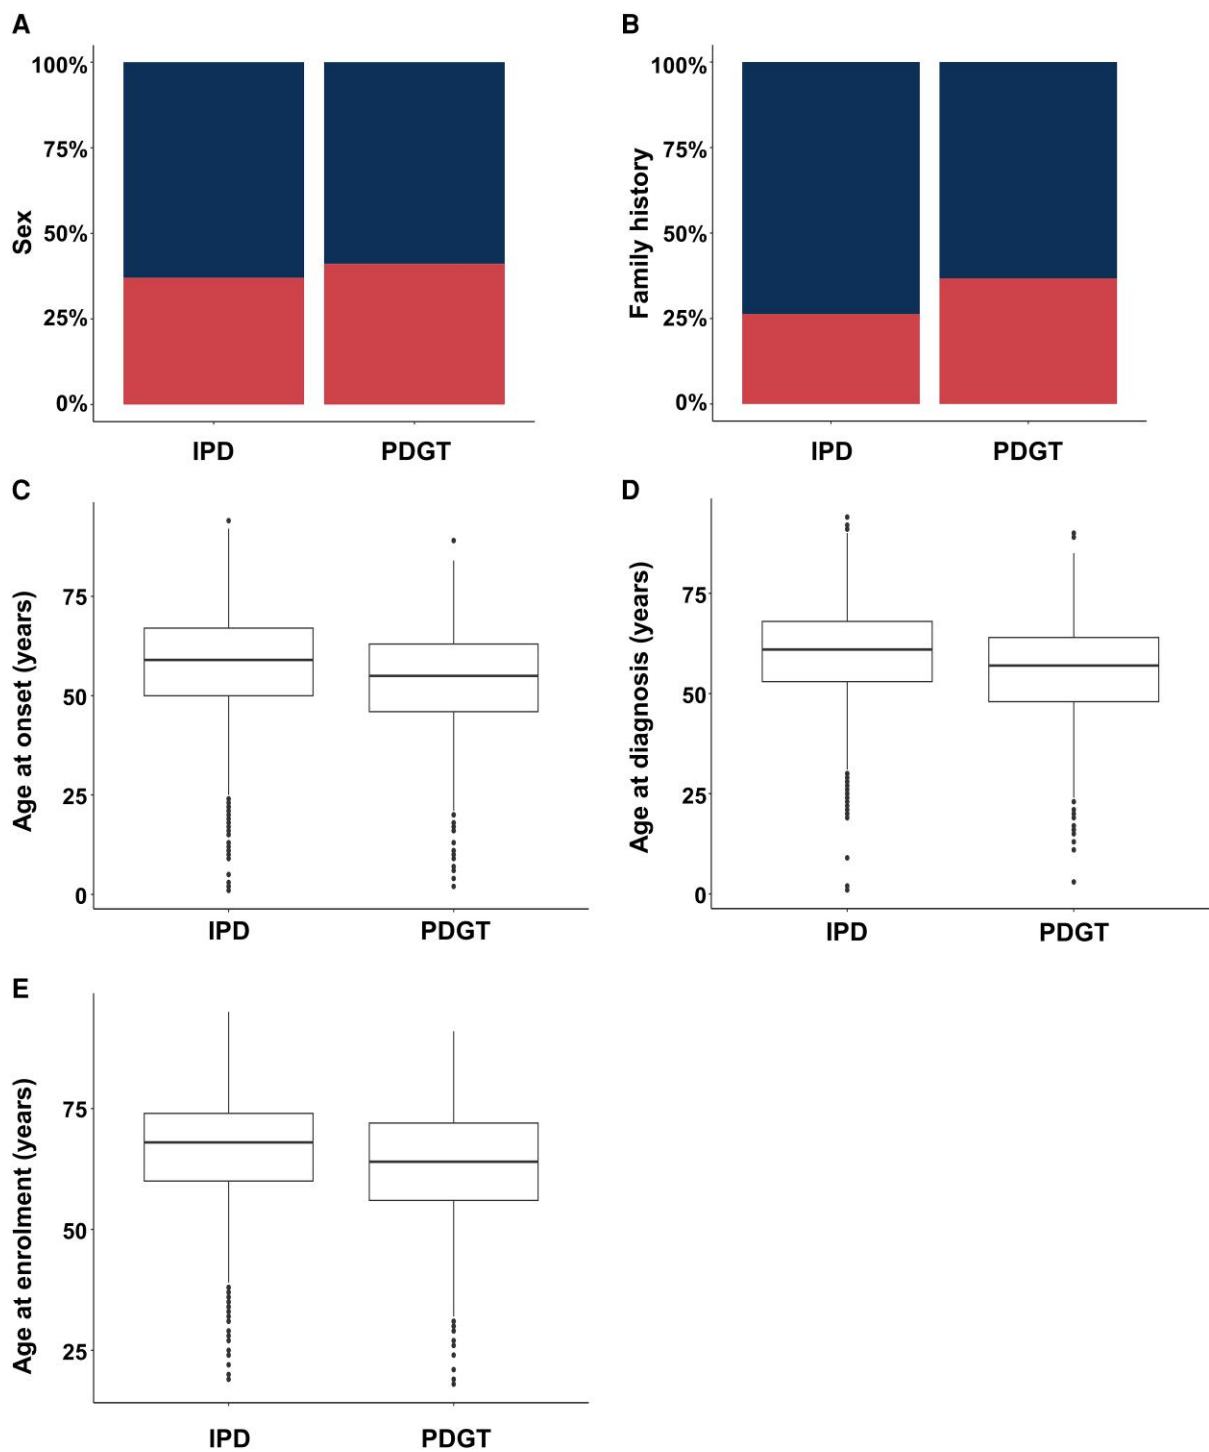 A
100%
75%
50%
25%
0%
Sex
IPD PDGT
B
100%
75%
50%
25%
0%
Family history
IPD PDGT
C
75
50
25
0
Age at onset (years)
IPD PDGT
D
75
50
25
0
Age at diagnosis (years)
IPD PDGT
E
75
50
25
Age at enrolment (years)
IPD PDGT